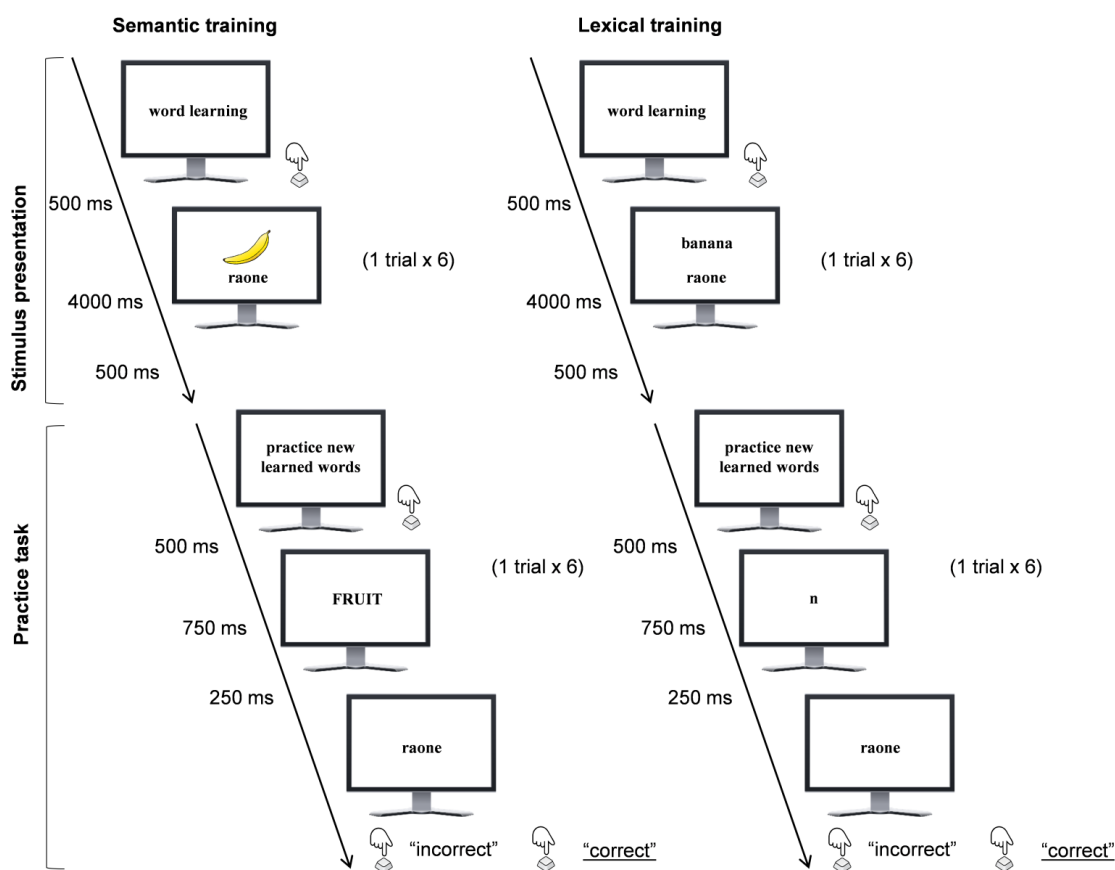 Semantic training
Lexical training
Stimulus presentation
word learning
500 ms
raone
(1 trial x 6)
4000 ms
500 ms
word learning
500 ms
banana
raone
(1 trial x 6)
4000 ms
500 ms
Practice task
practice new
learned words
500 ms
(1 trial x 6)
FRUIT
750 ms
250 ms
raone
"incorrect"
"correct"
practice new
learned words
500 ms
(1 trial x 6)
n
750 ms
250 ms
raone
"incorrect"
"correct"